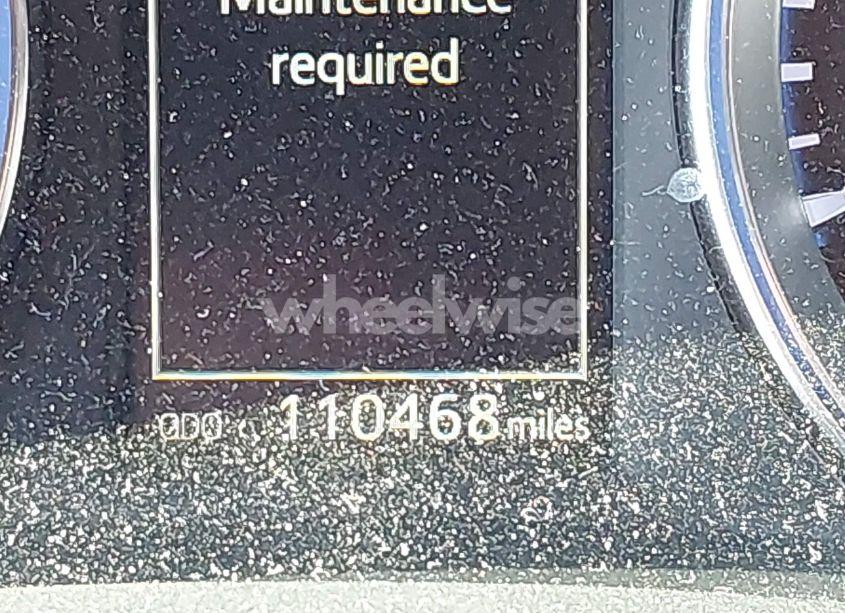 Maintenance
required
wheelwise
ODO 110468 miles